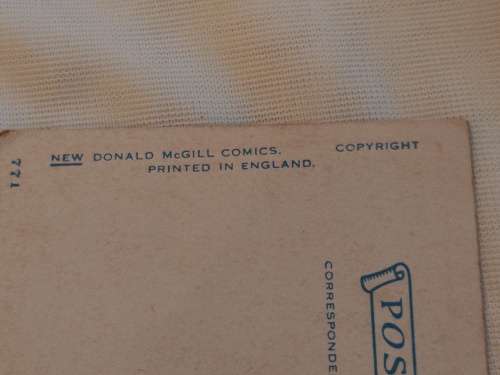 NEW DONALD McGILL COMICS. COPYRIGHT
PRINTED IN ENGLAND.
771
CORRESPONDE
POS